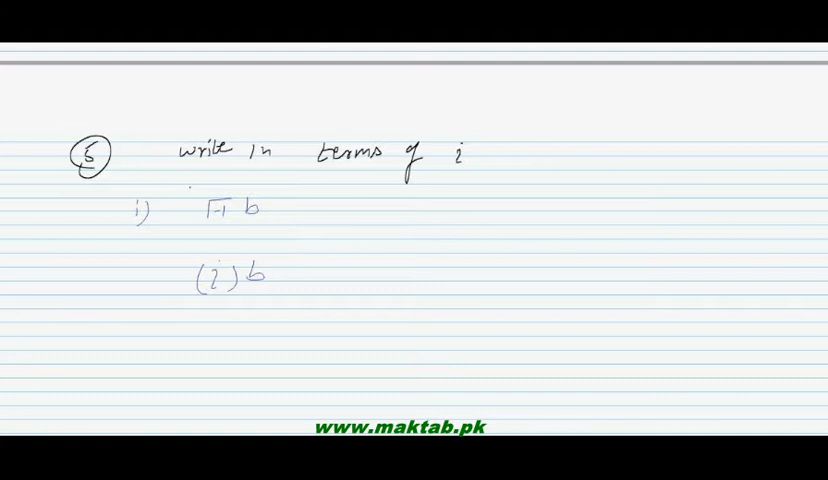 5 write in terms of i
i) √-1 b
(i) b
www.maktab.pk